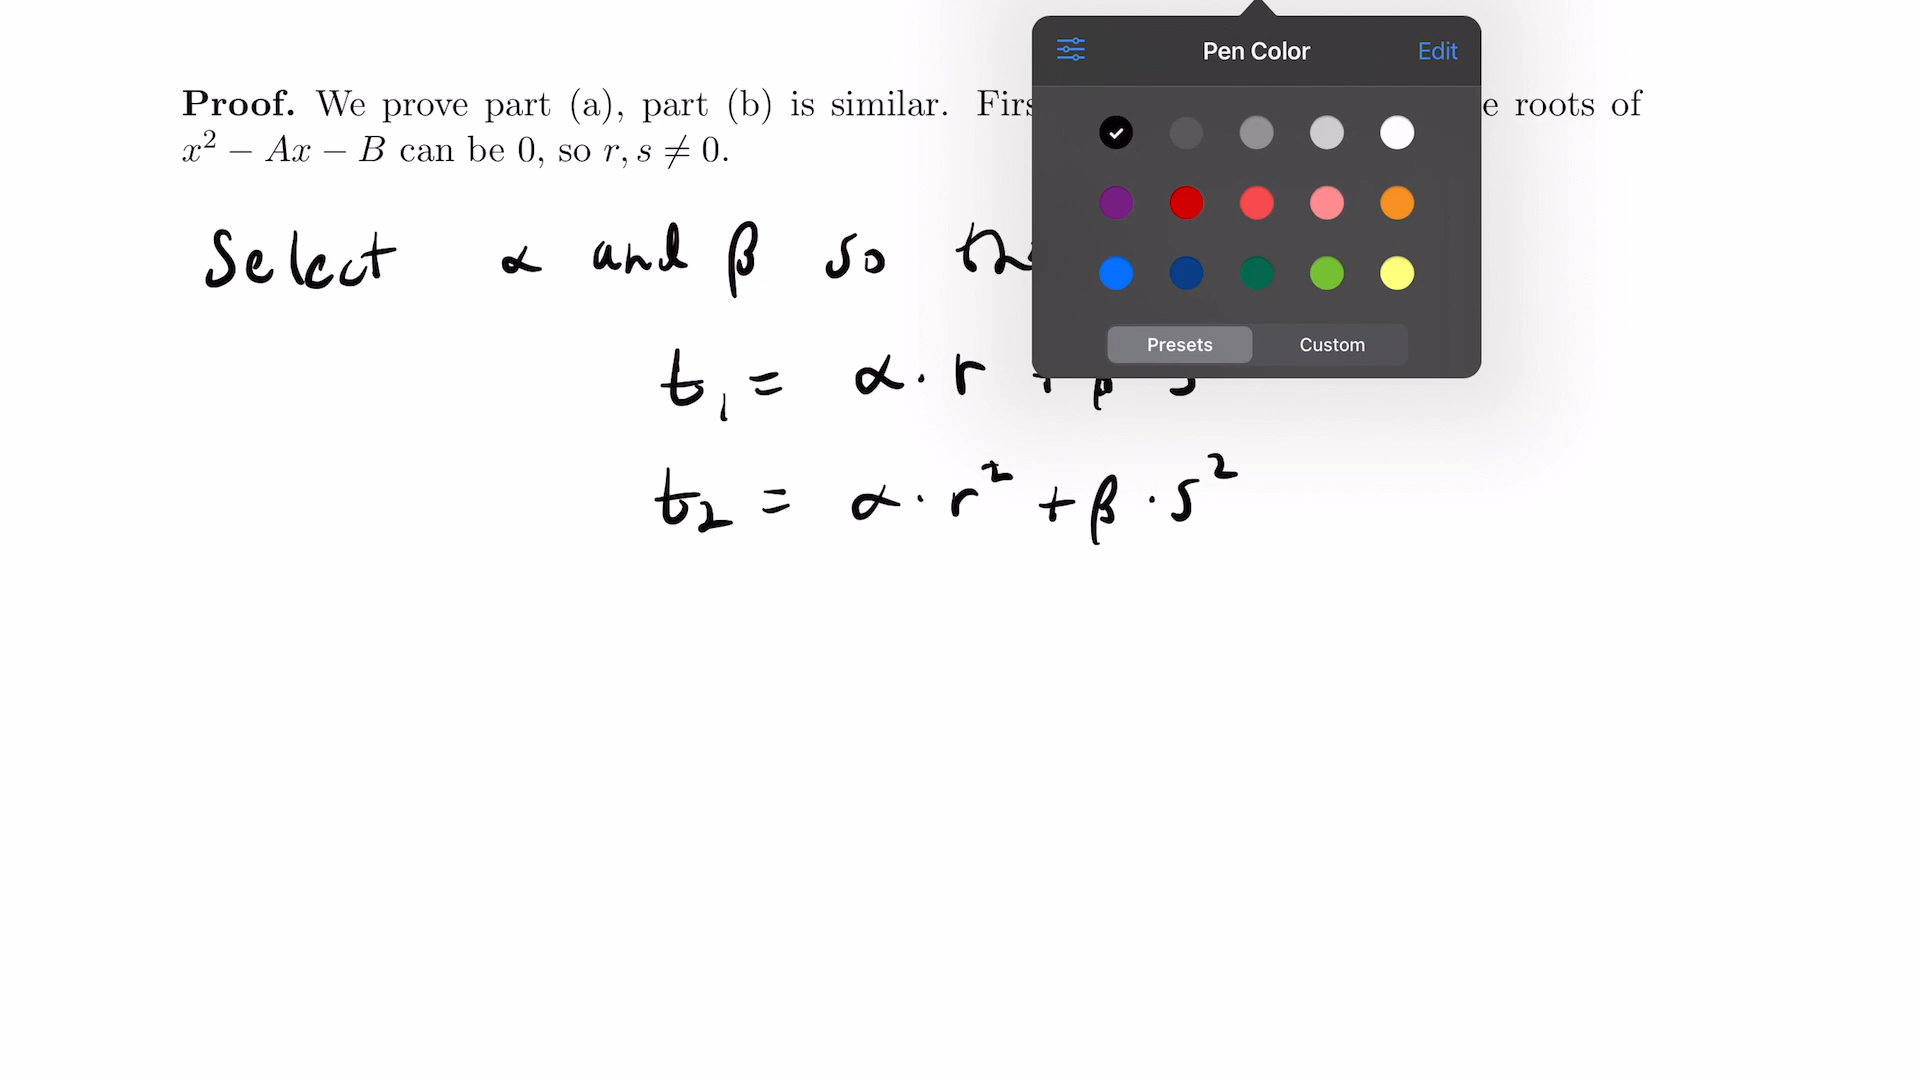 Pen Color Edit
Proof. We prove part (a), part (b) is similar. Firs e roots of
x² − Ax − B can be 0, so r, s ≠ 0.
Select α and β so
Presets Custom
t₁ = α · r + β · s
t₂ = α · r² + β · s²